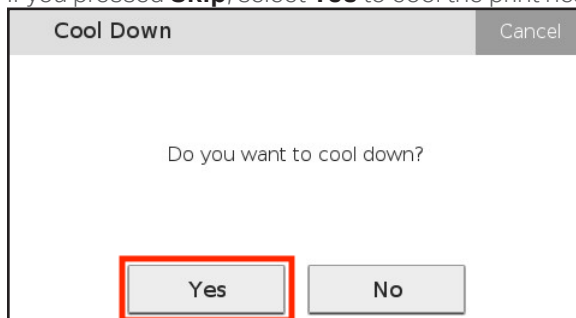 If you pressed Skip, select Yes to cool the print
Cool Down
Cancel
Do you want to cool down?
Yes
No